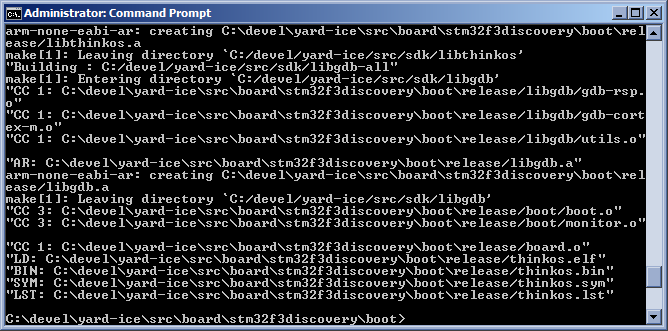 Administrator: Command Prompt
arm-none-eabi-ar: creating C:\devel\yard-ice\src\board\stm32f3discovery\boot\rel
ease/libthinkos.a
make[1]: Leaving directory `C:/devel/yard-ice/src/sdk/libthinkos'
"Building : C:/devel/yard-ice/src/sdk/libgdb-all"
make[1]: Entering directory `C:/devel/yard-ice/src/sdk/libgdb'
"CC 1: C:\devel\yard-ice\src\board\stm32f3discovery\boot\release/libgdb/gdb-rsp.
o"
"CC 1: C:\devel\yard-ice\src\board\stm32f3discovery\boot\release/libgdb/gdb-cort
ex-m.o"
"CC 1: C:\devel\yard-ice\src\board\stm32f3discovery\boot\release/libgdb/utils.o"
"AR: C:\devel\yard-ice\src\board\stm32f3discovery\boot\release/libgdb.a"
arm-none-eabi-ar: creating C:\devel\yard-ice\src\board\stm32f3discovery\boot\rel
ease/libgdb.a
make[1]: Leaving directory `C:/devel/yard-ice/src/sdk/libgdb'
"CC 3: C:\devel\yard-ice\src\board\stm32f3discovery\boot\release/boot/boot.o"
"CC 3: C:\devel\yard-ice\src\board\stm32f3discovery\boot\release/boot/monitor.o"
"CC 1: C:\devel\yard-ice\src\board\stm32f3discovery\boot\release/board.o"
"LD: C:\devel\yard-ice\src\board\stm32f3discovery\boot\release/thinkos.elf"
"BIN: C:\devel\yard-ice\src\board\stm32f3discovery\boot\release/thinkos.bin"
"SYM: C:\devel\yard-ice\src\board\stm32f3discovery\boot\release/thinkos.sym"
"LST: C:\devel\yard-ice\src\board\stm32f3discovery\boot\release/thinkos.lst"
C:\devel\yard-ice\src\board\stm32f3discovery\boot>